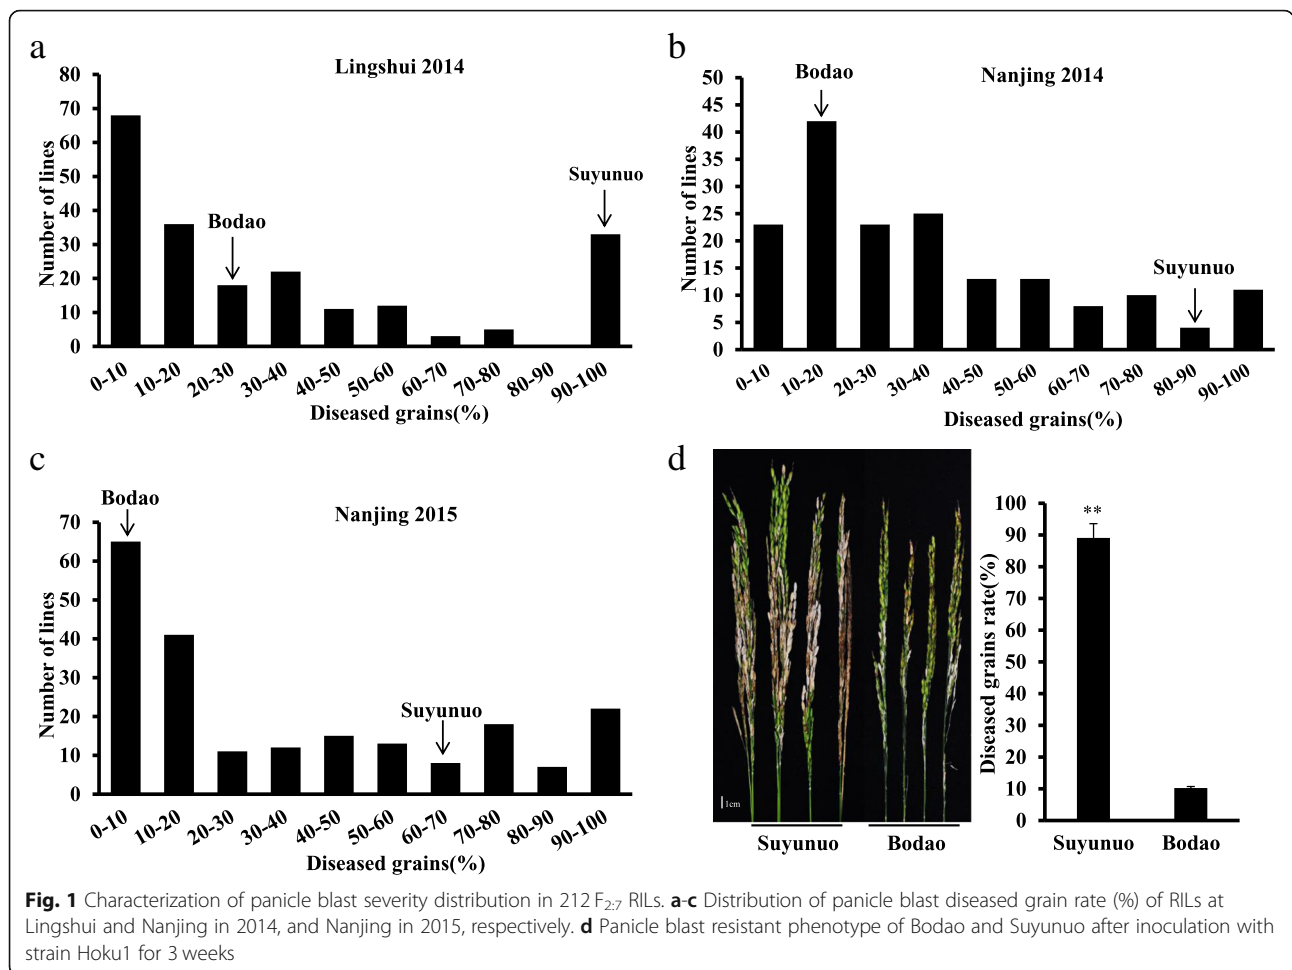 a
Lingshui 2014
Number of lines
80
70
60
50
40
30
20
10
0
Bodao
Suyunuo
0-10
10-20
20-30
30-40
40-50
50-60
60-70
70-80
80-90
90-100
Diseased grains(%)
b
Nanjing 2014
Number of lines
50
45
40
35
30
25
20
15
10
5
0
Bodao
Suyunuo
0-10
10-20
20-30
30-40
40-50
50-60
60-70
70-80
80-90
90-100
Diseased grains(%)
c
Nanjing 2015
Number of lines
70
60
50
40
30
20
10
0
Bodao
Suyunuo
0-10
10-20
20-30
30-40
40-50
50-60
60-70
70-80
80-90
90-100
Diseased grains(%)
d
1cm
Suyunuo
Bodao
Diseased grains rate(%)
100
90
80
70
60
50
40
30
20
10
0
**
Suyunuo
Bodao
Fig. 1 Characterization of panicle blast severity distribution in 212 F2:7 RILs. a-c Distribution of panicle blast diseased grain rate (%) of RILs at
Lingshui and Nanjing in 2014, and Nanjing in 2015, respectively. d Panicle blast resistant phenotype of Bodao and Suyunuo after inoculation with
strain Hoku1 for 3 weeks